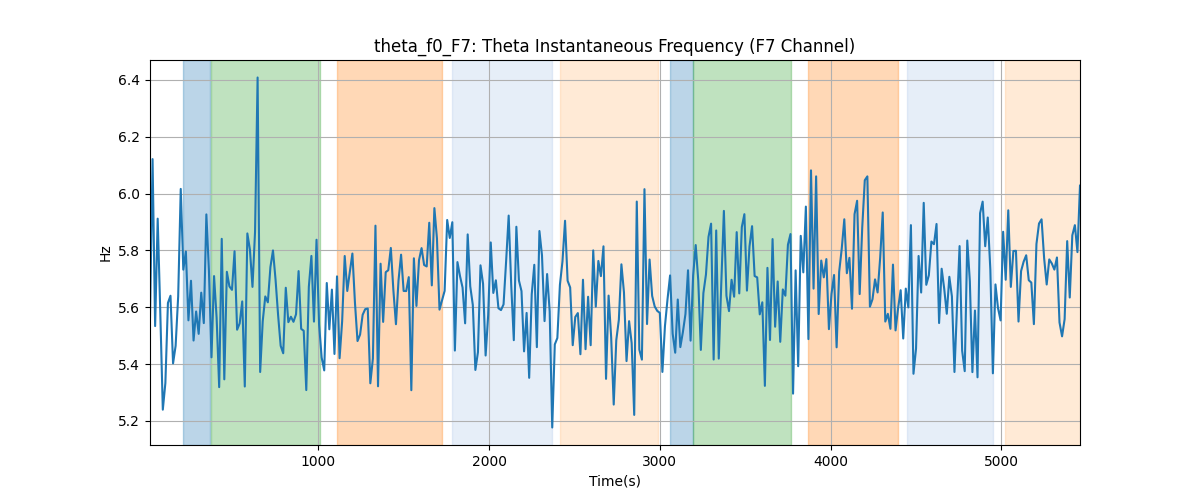 theta_f0_F7: Theta Instantaneous Frequency (F7 Channel)
Hz
6.4
6.2
6.0
5.8
5.6
5.4
5.2
1000 2000 3000 4000 5000
Time(s)